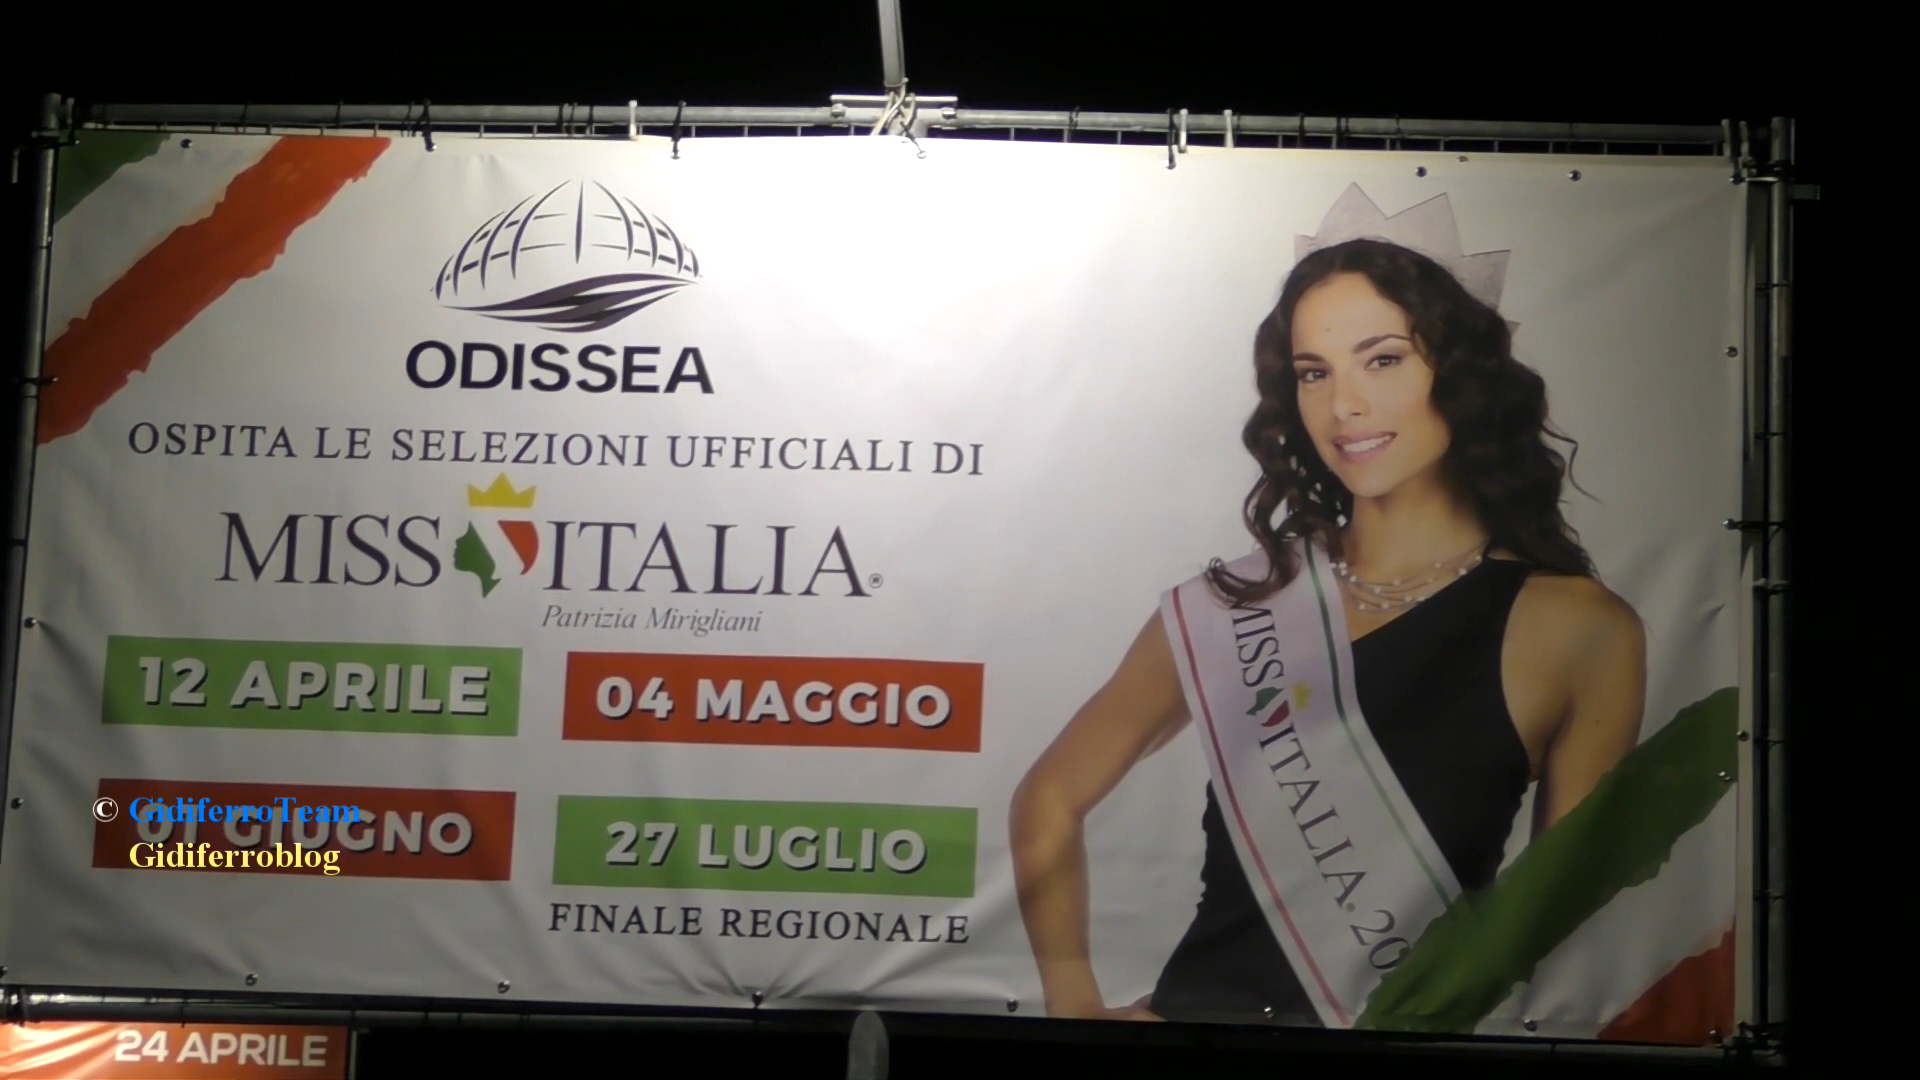 ODISSEA
OSPITA LE SELEZIONI UFFICIALI DI
MISS ITALIA®
Patrizia Mirigliani
12 APRILE
04 MAGGIO
01 GIUGNO
27 LUGLIO
FINALE REGIONALE
MISS ITALIA® 20
© GidiferroTeam
Gidiferroblog
24 APRILE